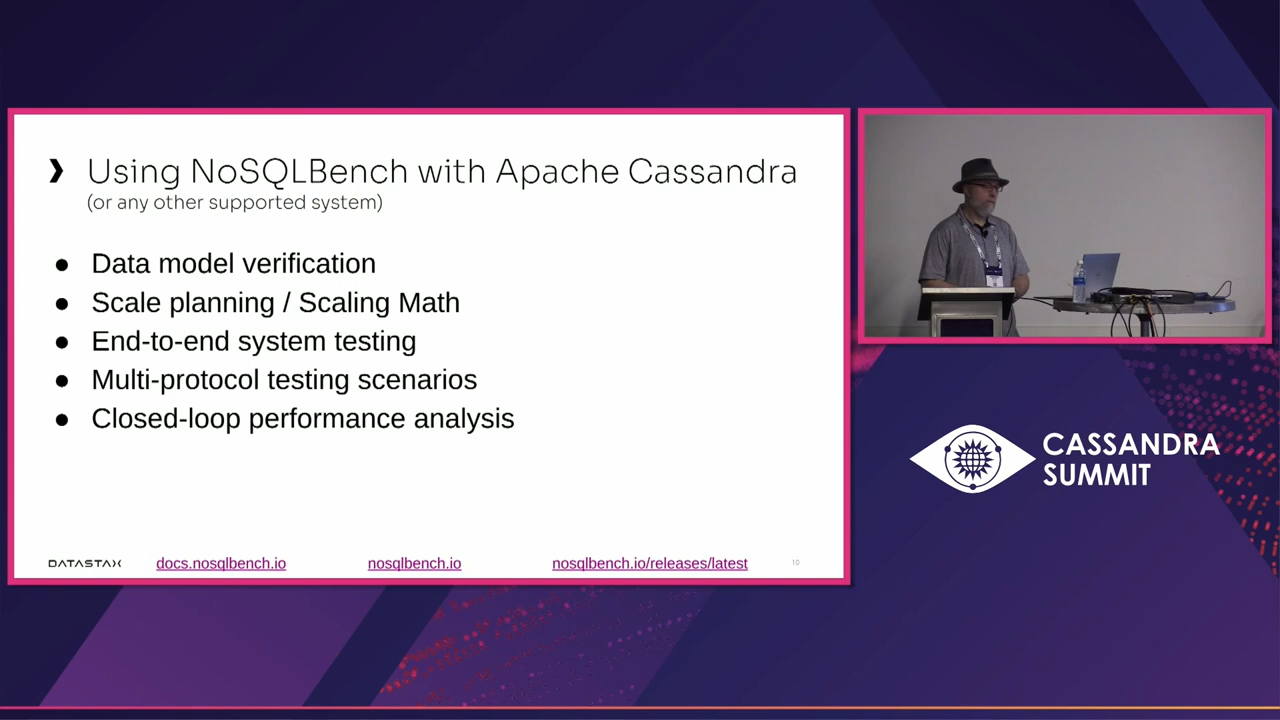 ❯ Using NoSQLBench with Apache Cassandra
(or any other supported system)
● Data model verification
● Scale planning / Scaling Math
● End-to-end system testing
● Multi-protocol testing scenarios
● Closed-loop performance analysis
DATASTAX docs.nosqlbench.io nosqlbench.io nosqlbench.io/releases/latest 10
CASSANDRA
SUMMIT